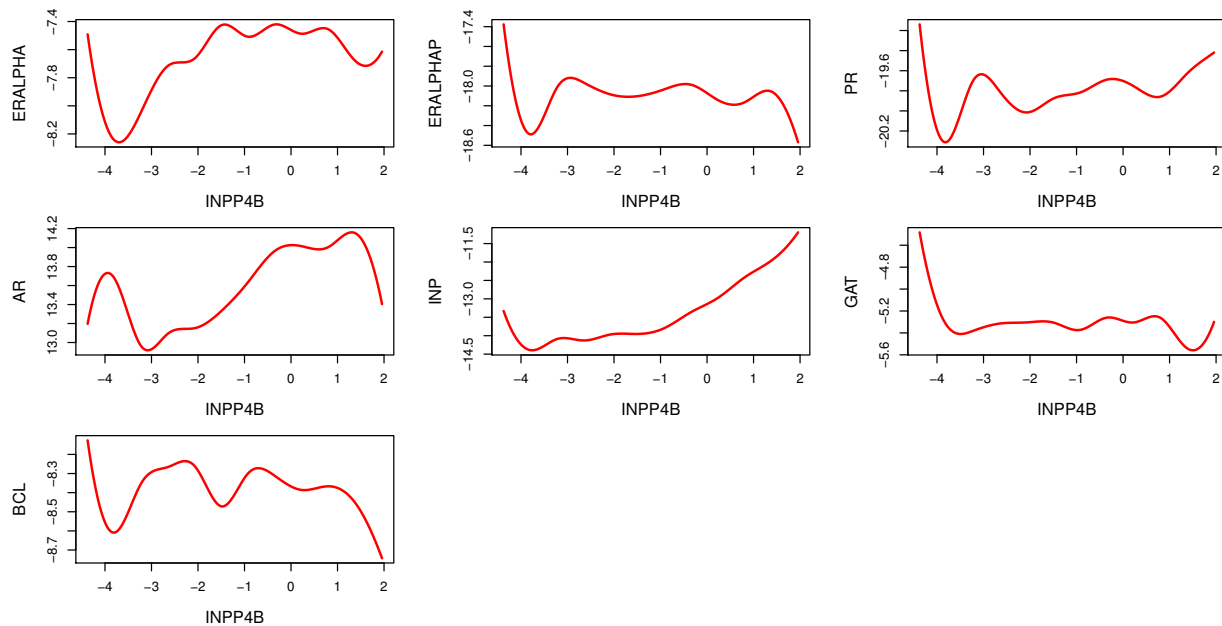 ERALPHA
−8.2 −7.8 −7.4
−4 −3 −2 −1 0 1 2
INPP4B
ERALPHAP
−18.6 −18.0 −17.4
−4 −3 −2 −1 0 1 2
INPP4B
PR
−20.2 −19.6
−4 −3 −2 −1 0 1 2
INPP4B
AR
13.0 13.4 13.8 14.2
−4 −3 −2 −1 0 1 2
INPP4B
INP
−14.5 −13.0 −11.5
−4 −3 −2 −1 0 1 2
INPP4B
GAT
−5.6 −5.2 −4.8
−4 −3 −2 −1 0 1 2
INPP4B
BCL
−8.7 −8.5 −8.3
−4 −3 −2 −1 0 1 2
INPP4B